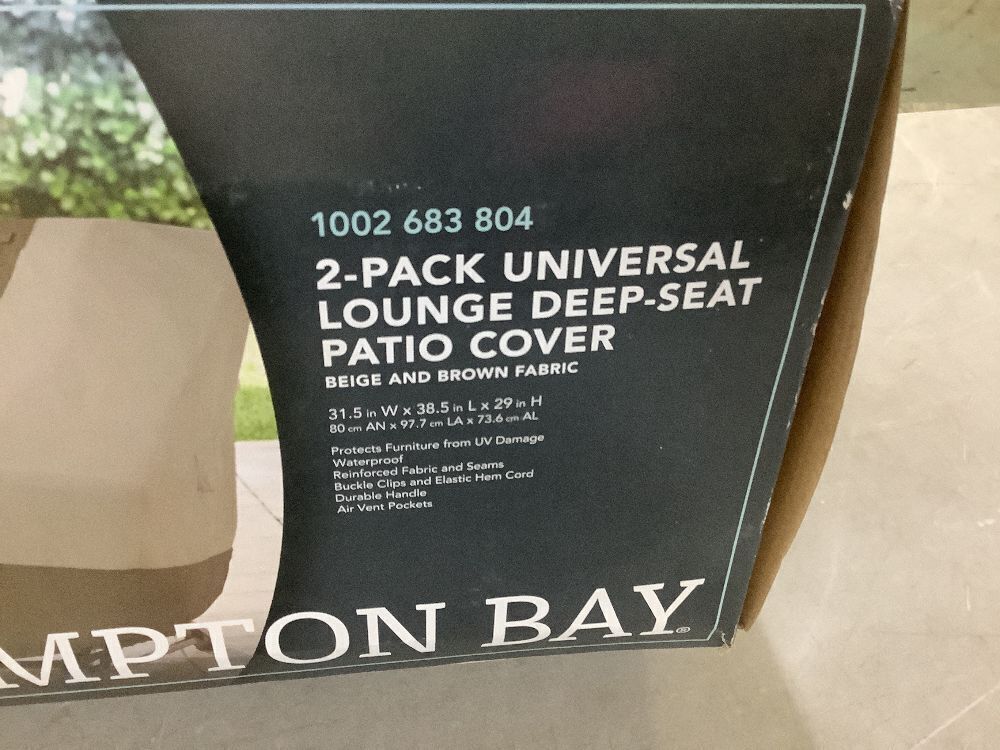 1002 683 804
2-PACK UNIVERSAL
LOUNGE DEEP-SEAT
PATIO COVER
BEIGE AND BROWN FABRIC
31.5 in W x 38.5 in L x 29 in H
80 cm AN x 97.7 cm LA x 73.6 cm AL
Protects Furniture from UV Damage
Waterproof
Reinforced Fabric and Seams
Buckle Clips and Elastic Hem Cord
Durable Handle
Air Vent Pockets
MPTON BAY®